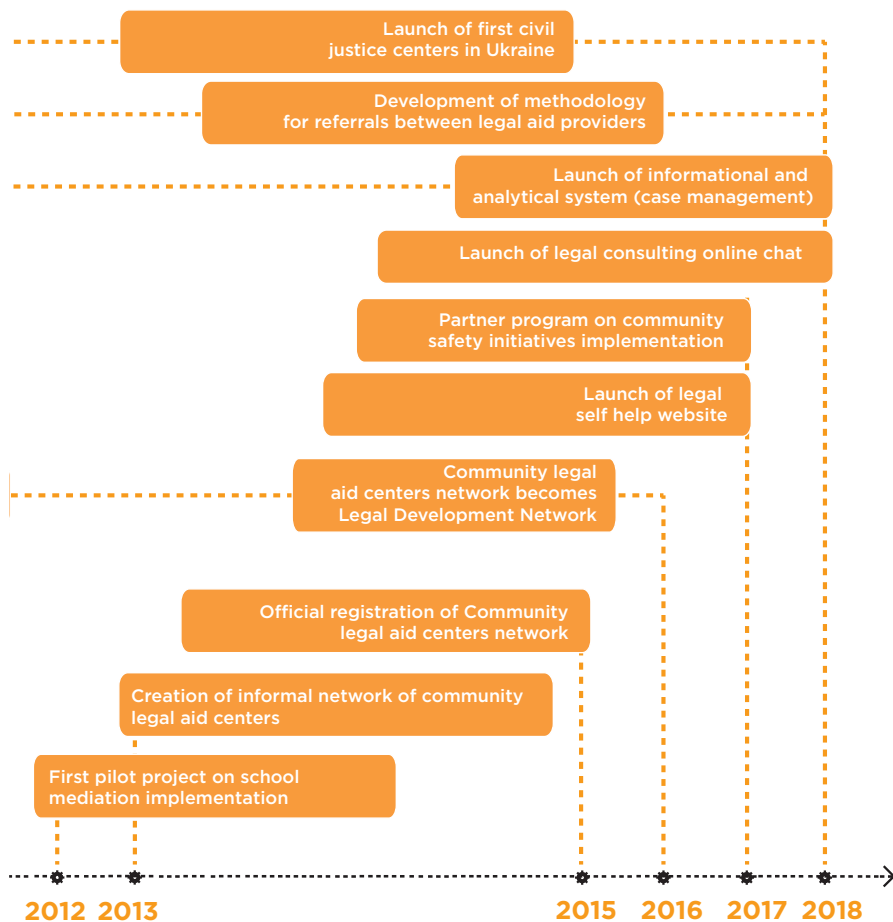 Launch of first civil
justice centers in Ukraine
Development of methodology
for referrals between legal aid providers
Launch of informational and
analytical system (case management)
Launch of legal consulting online chat
Partner program on community
safety initiatives implementation
Launch of legal
self help website
Community legal
aid centers network becomes
Legal Development Network
Official registration of Community
legal aid centers network
Creation of informal network of community
legal aid centers
First pilot project on school
mediation implementation
2012 2013 2015 2016 2017 2018